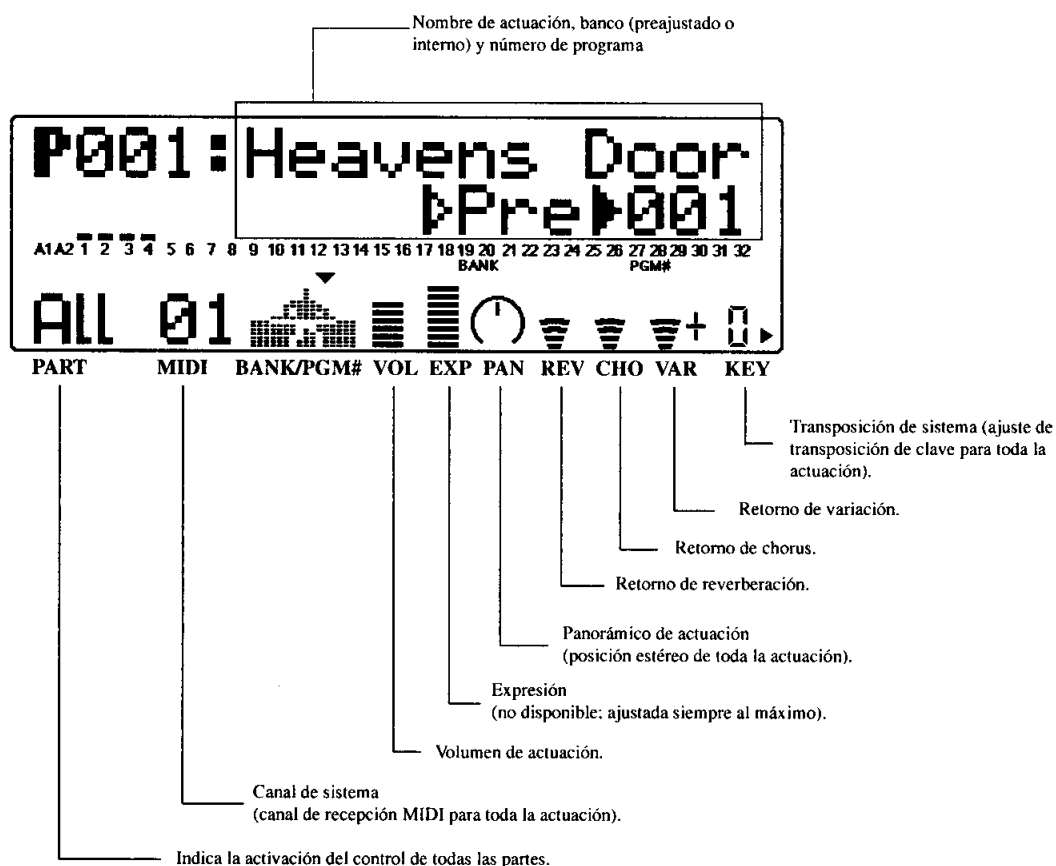 Nombre de actuación, banco (preajustado o
interno) y número de programa
P001:Heavens Door
Pre 001
A1 A2 1 2 3 4 5 6 7 8 9 10 11 12 13 14 15 16 17 18 19 20 21 22 23 24 25 26 27 28 29 30 31 32
BANK PGM#
All 01 + 0
PART MIDI BANK/PGM# VOL EXP PAN REV CHO VAR KEY
Transposición de sistema (ajuste de
transposición de clave para toda la
actuación).
Retorno de variación.
Retorno de chorus.
Retorno de reverberación.
Panorámico de actuación
(posición estéreo de toda la actuación).
Expresión
(no disponible; ajustada siempre al máximo).
Volumen de actuación.
Canal de sistema
(canal de recepción MIDI para toda la actuación).
Indica la activación del control de todas las partes.